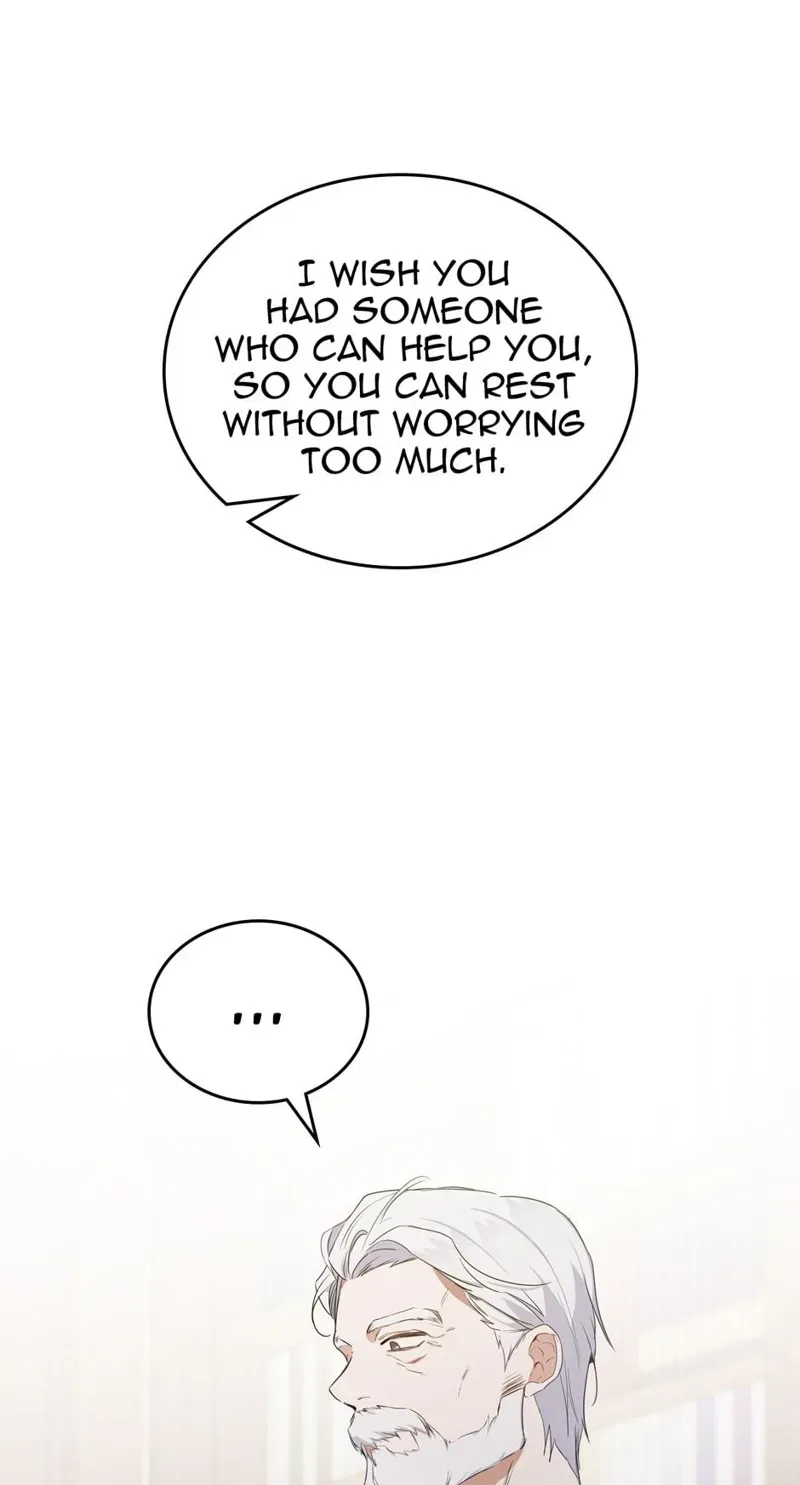 I WISH YOU
HAD SOMEONE
WHO CAN HELP YOU,
SO YOU CAN REST
WITHOUT WORRYING
TOO MUCH.
...